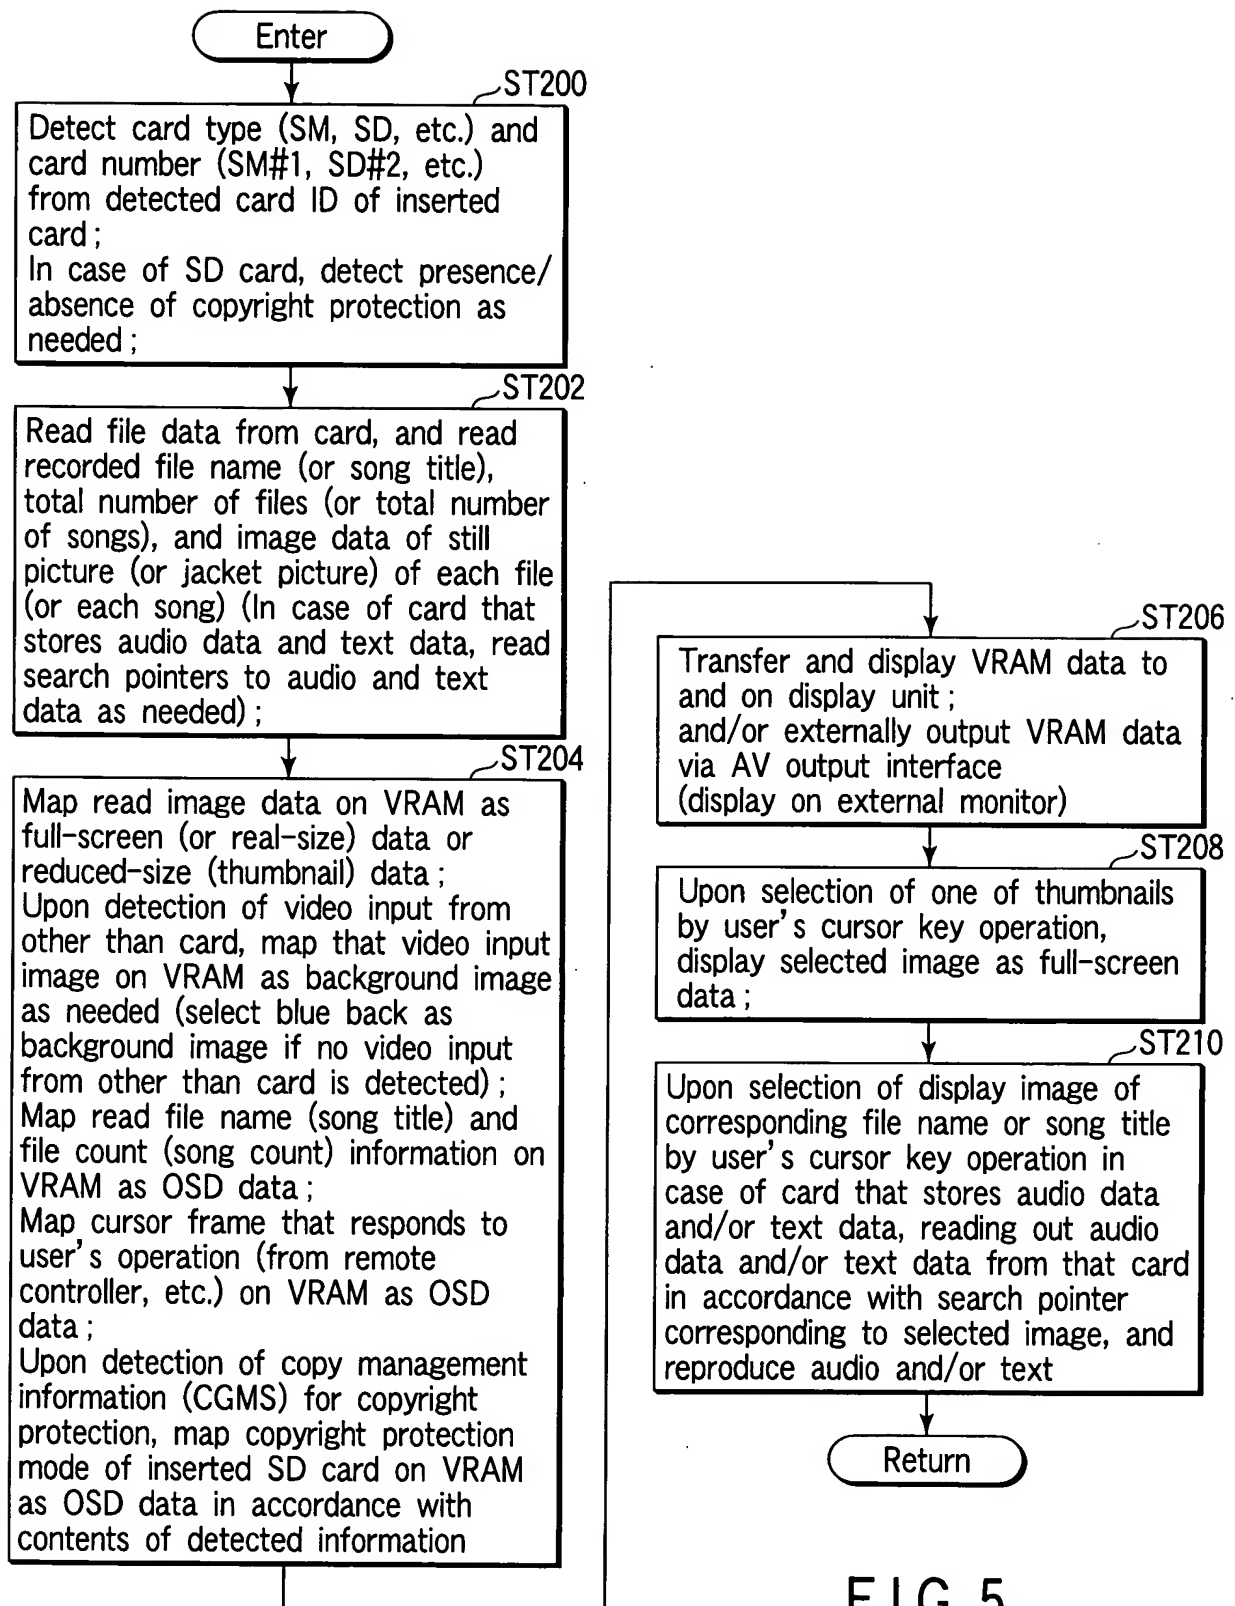 Enter
ST200
Detect card type (SM, SD, etc.) and
card number (SM#1, SD#2, etc.)
from detected card ID of inserted
card ;
In case of SD card, detect presence/
absence of copyright protection as
needed ;
ST202
Read file data from card, and read
recorded file name (or song title),
total number of files (or total number
of songs), and image data of still
picture (or jacket picture) of each file
(or each song) (In case of card that
stores audio data and text data, read
search pointers to audio and text
data as needed) ;
ST204
Map read image data on VRAM as
full-screen (or real-size) data or
reduced-size (thumbnail) data ;
Upon detection of video input from
other than card, map that video input
image on VRAM as background image
as needed (select blue back as
background image if no video input
from other than card is detected) ;
Map read file name (song title) and
file count (song count) information on
VRAM as OSD data ;
Map cursor frame that responds to
user's operation (from remote
controller, etc.) on VRAM as OSD
data ;
Upon detection of copy management
information (CGMS) for copyright
protection, map copyright protection
mode of inserted SD card on VRAM
as OSD data in accordance with
contents of detected information
ST206
Transfer and display VRAM data to
and on display unit ;
and/or externally output VRAM data
via AV output interface
(display on external monitor)
ST208
Upon selection of one of thumbnails
by user's cursor key operation,
display selected image as full-screen
data ;
ST210
Upon selection of display image of
corresponding file name or song title
by user's cursor key operation in
case of card that stores audio data
and/or text data, reading out audio
data and/or text data from that card
in accordance with search pointer
corresponding to selected image, and
reproduce audio and/or text
Return
FIG. 5